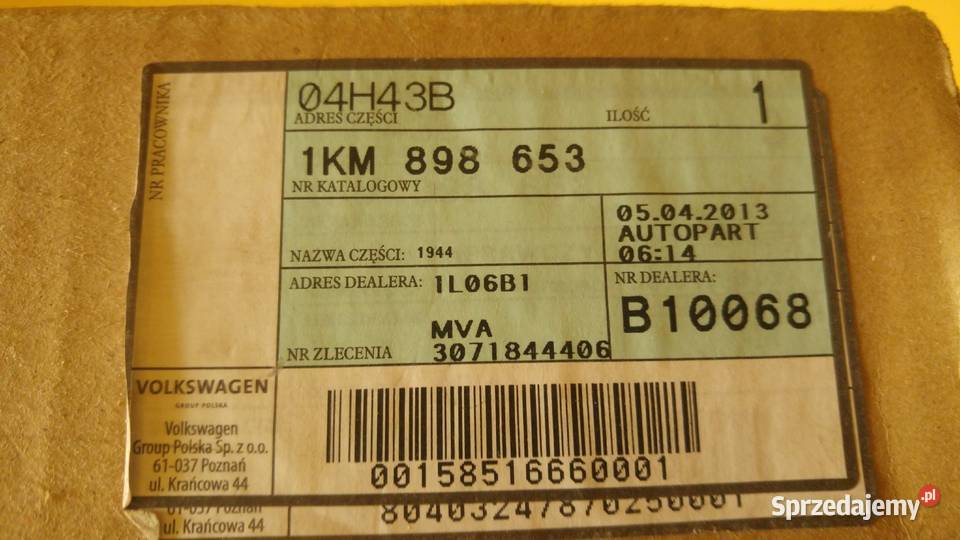 NR PRACOWNIKA
04H43B
ADRES CZĘŚCI
ILOŚĆ 1
1KM 898 653
NR KATALOGOWY
05.04.2013
AUTOPART
06:14
NAZWA CZĘŚCI: 1944
ADRES DEALERA: 1L06B1
NR DEALERA:
B10068
MVA
NR ZLECENIA 3071844406
VOLKSWAGEN
GROUP POLSKA
Volkswagen
Group Polska Sp. z o.o.
61-037 Poznań
ul. Krańcowa 44
00158516660001
61-037 Poznań
ul. Krańcowa 44
80403247870250001
Sprzedajemy.pl